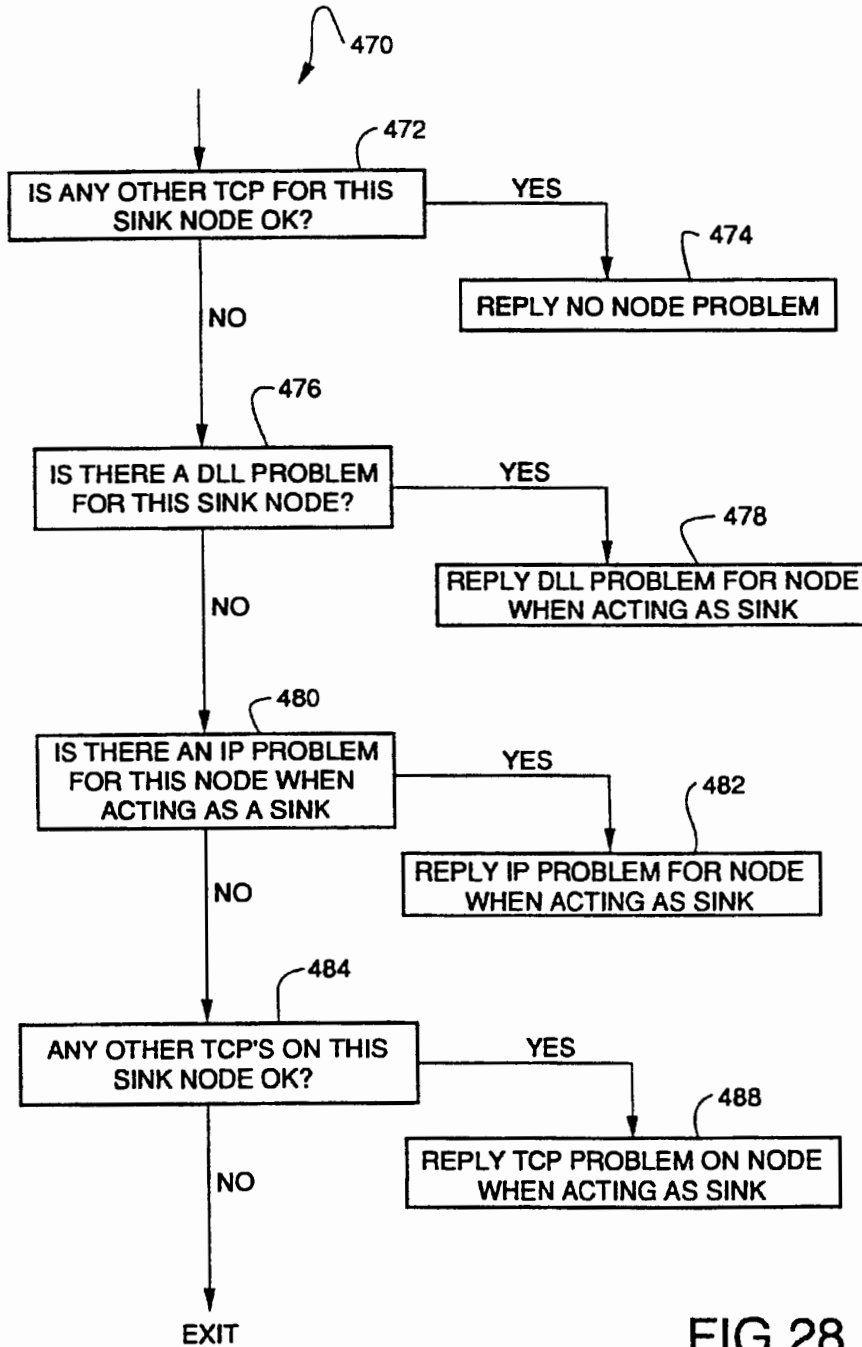 470
472
IS ANY OTHER TCP FOR THIS
SINK NODE OK?
YES
474
REPLY NO NODE PROBLEM
NO
476
IS THERE A DLL PROBLEM
FOR THIS SINK NODE?
YES
478
REPLY DLL PROBLEM FOR NODE
WHEN ACTING AS SINK
NO
480
IS THERE AN IP PROBLEM
FOR THIS NODE WHEN
ACTING AS A SINK
YES
482
REPLY IP PROBLEM FOR NODE
WHEN ACTING AS SINK
NO
484
ANY OTHER TCP'S ON THIS
SINK NODE OK?
YES
488
REPLY TCP PROBLEM ON NODE
WHEN ACTING AS SINK
NO
EXIT
FIG 28